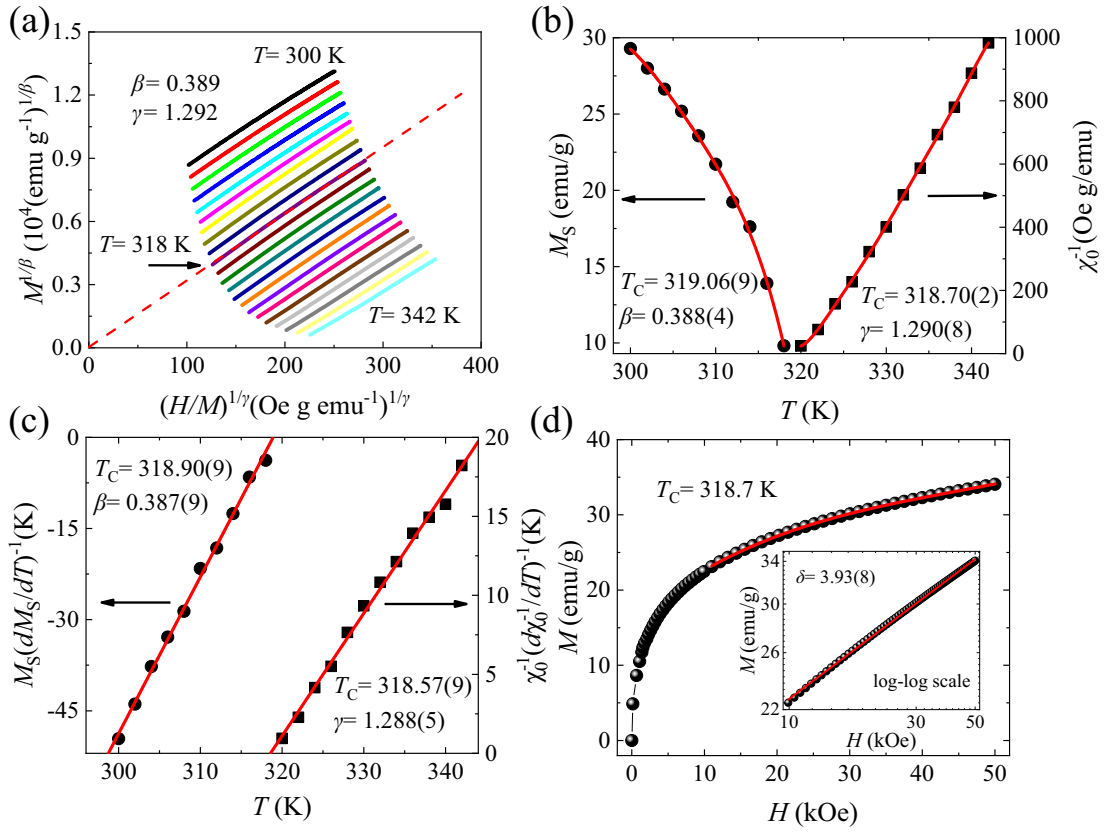 (a)
1.5
1.2
0.9
0.6
0.3
0.0
M^{1/β} (10⁴(emu g⁻¹)^{1/β})
T= 300 K
β= 0.389
γ= 1.292
T= 318 K
T= 342 K
0 100 200 300 400
(H/M)^{1/γ}(Oe g emu⁻¹)^{1/γ}
(b)
30
25
20
15
10
M_S (emu/g)
1000
800
600
400
200
0
χ₀⁻¹(Oe g/emu)
T_C= 319.06(9)
β= 0.388(4)
T_C= 318.70(2)
γ= 1.290(8)
300 310 320 330 340
T (K)
(c)
0
-15
-30
-45
M_S(dM_S/dT)⁻¹(K)
20
15
10
5
0
χ₀⁻¹(dχ₀⁻¹/dT)⁻¹(K)
T_C= 318.90(9)
β= 0.387(9)
T_C= 318.57(9)
γ= 1.288(5)
300 310 320 330 340
T (K)
(d)
40
30
20
10
0
M (emu/g)
T_C= 318.7 K
34
30
26
22
M (emu/g)
δ= 3.93(8)
log-log scale
10 30 50
H (kOe)
0 10 20 30 40 50
H (kOe)